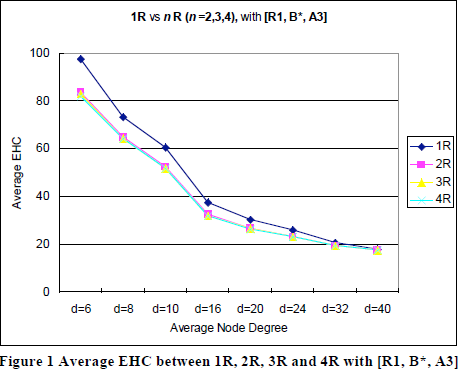 1R vs nR (n=2,3,4), with [R1, B*, A3]
100
80
60
40
20
0
Average EHC
d=6 d=8 d=10 d=16 d=20 d=24 d=32 d=40
Average Node Degree
1R
2R
3R
4R
Figure 1 Average EHC between 1R, 2R, 3R and 4R with [R1, B*, A3]